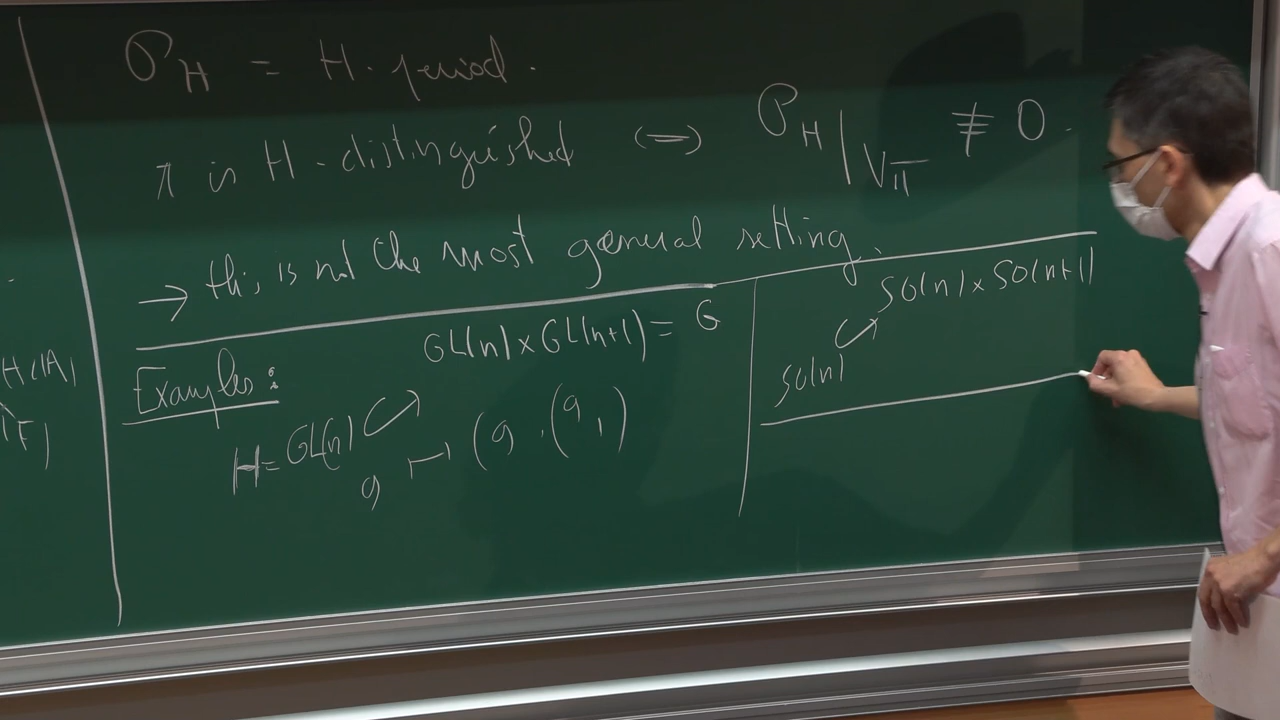 𝒫_H = H-period.
π is H-distinguished ⟺ 𝒫_H|_{V_π} ≢ 0.
→ this is not the most general setting.
Examples:
GL(n) × GL(n+1) = G
H = GL(n) ↪
g ↦ (g, (g 1))
SO(n) × SO(n+1)
SO(n) ↪
H(A)
(F)